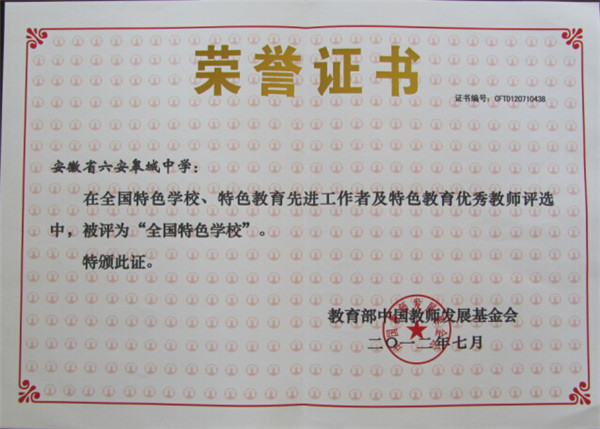 荣誉证书
证书编号：CFTD120710438
安徽省六安皋城中学：
在全国特色学校、特色教育先进工作者及特色教育优秀教师评选
中，被评为“全国特色学校”。
特颁此证。
教育部中国教师发展基金会
二〇一二年七月